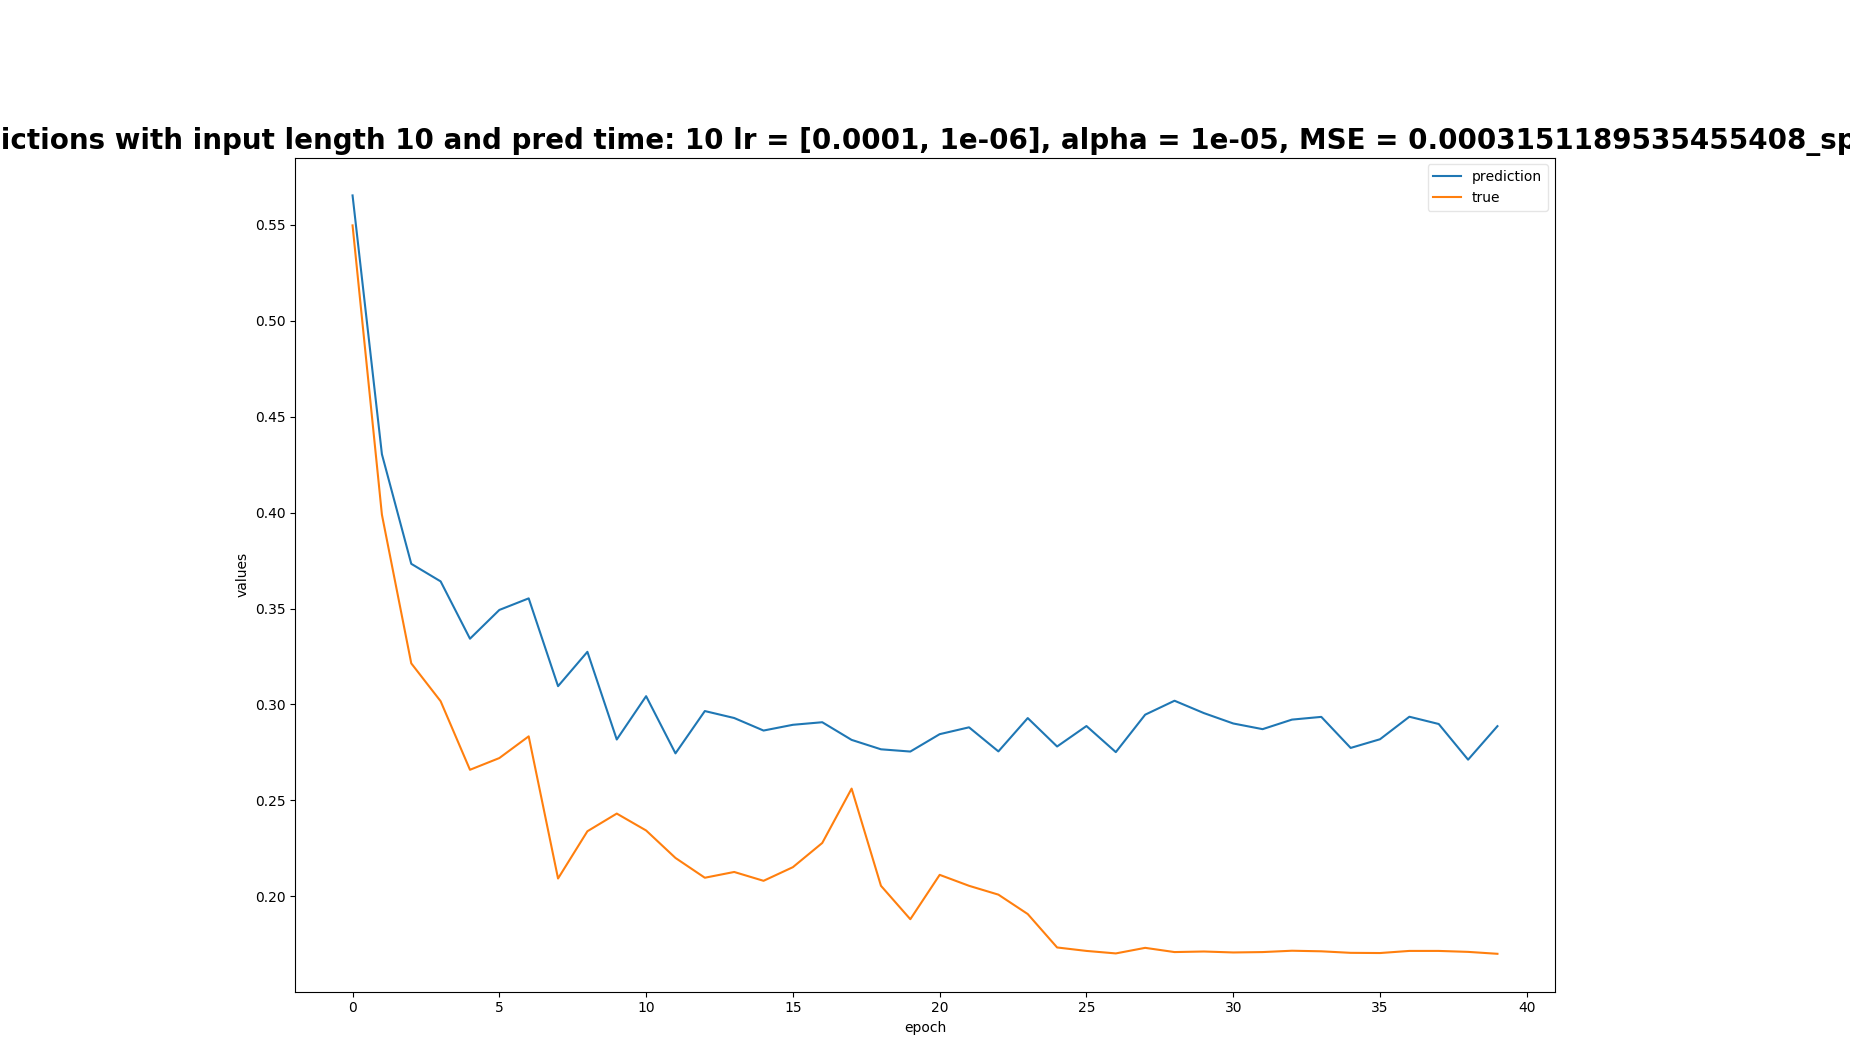 ictions with input length 10 and pred time: 10 lr = [0.0001, 1e-06], alpha = 1e-05, MSE = 0.0003151189535455408_sp
prediction
true
0.55
0.50
0.45
0.40
0.35
0.30
0.25
0.20
values
0 5 10 15 20 25 30 35 40
epoch